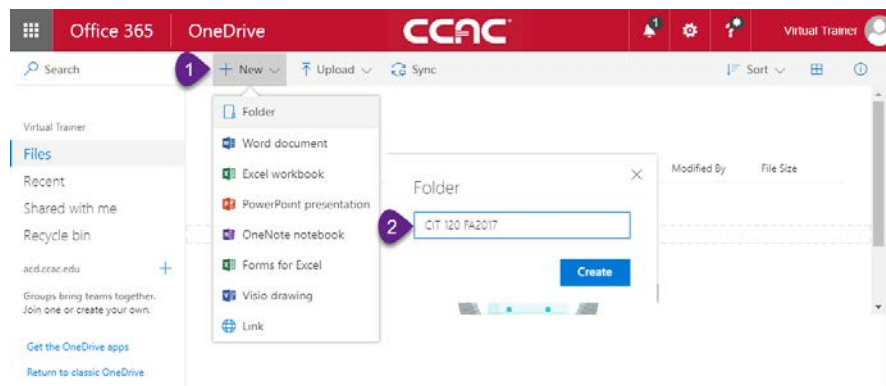 Office 365 OneDrive CCAC 1 Virtual Trainer
Search 1 New Upload Sync Sort
Folder
Virtual Trainer
Word document
Files
Excel workbook
Modified By File Size
Recent
Folder
PowerPoint presentation
Shared with me
2 CIT 120 FA2017
OneNote notebook
Recycle bin
acd.ccac.edu
Forms for Excel
Create
Groups bring teams together.
Join one or create your own.
Visio drawing
Link
Get the OneDrive apps
Return to classic OneDrive